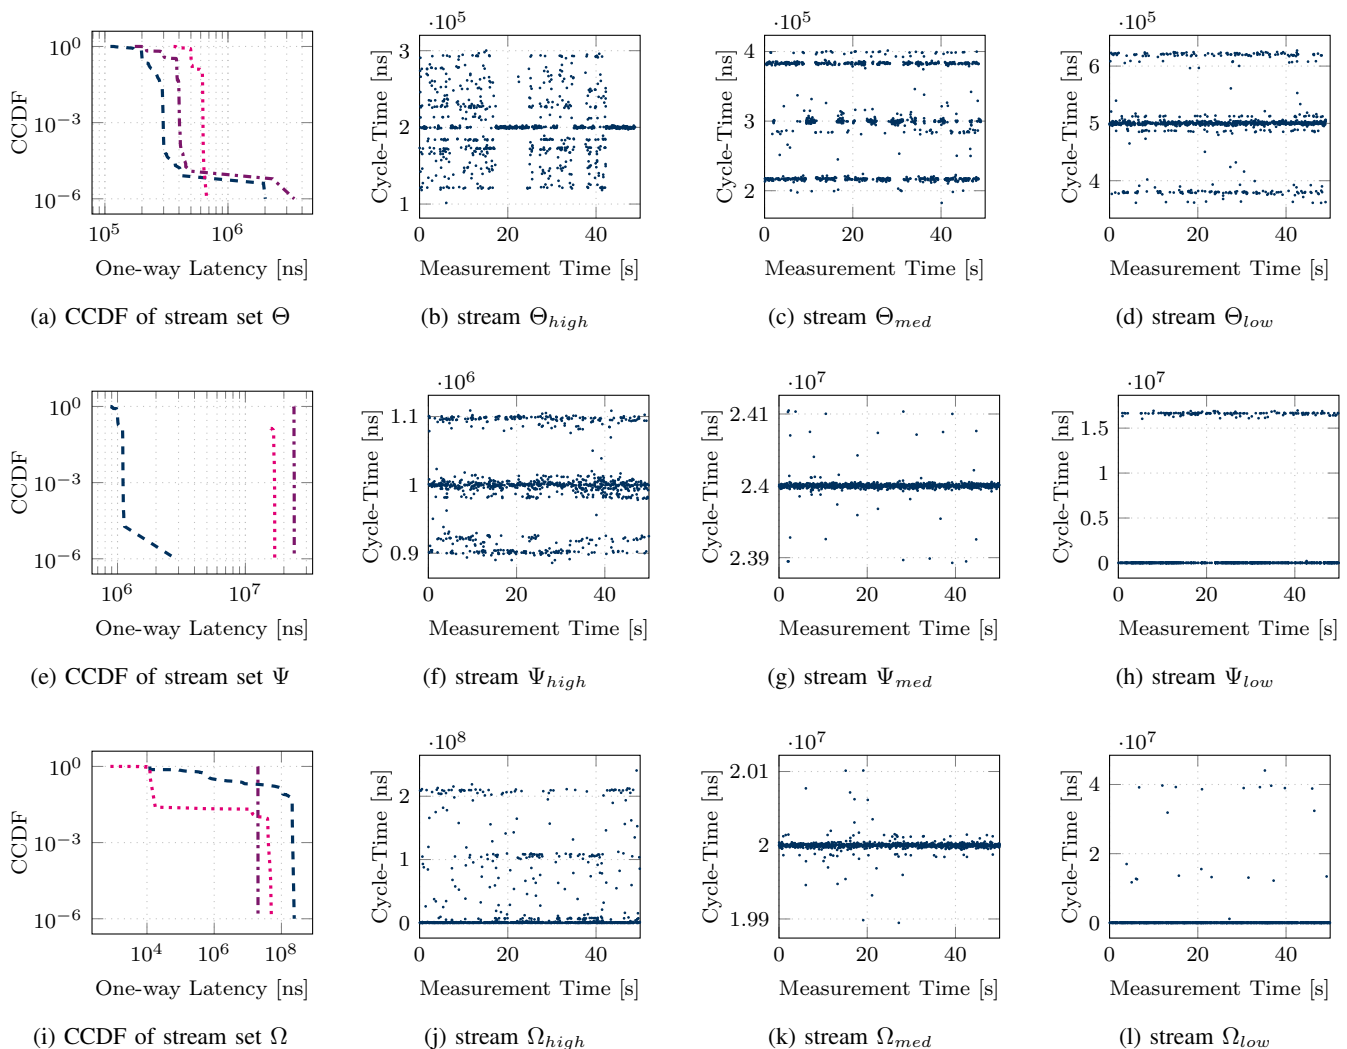 10^0
10^−3
10^−6
CCDF
10^5
10^6
One-way Latency [ns]
(a) CCDF of stream set Θ
·10^5
3
2
1
Cycle-Time [ns]
0 20 40
Measurement Time [s]
(b) stream Θ_high
·10^5
4
3
2
Cycle-Time [ns]
0 20 40
Measurement Time [s]
(c) stream Θ_med
·10^5
6
5
4
Cycle-Time [ns]
0 20 40
Measurement Time [s]
(d) stream Θ_low
10^0
10^−3
10^−6
CCDF
10^6
10^7
One-way Latency [ns]
(e) CCDF of stream set Ψ
·10^6
1.1
1
0.9
Cycle-Time [ns]
0 20 40
Measurement Time [s]
(f) stream Ψ_high
·10^7
2.41
2.4
2.39
Cycle-Time [ns]
0 20 40
Measurement Time [s]
(g) stream Ψ_med
·10^7
1.5
1
0.5
0
Cycle-Time [ns]
0 20 40
Measurement Time [s]
(h) stream Ψ_low
10^0
10^−3
10^−6
CCDF
10^4 10^6 10^8
One-way Latency [ns]
(i) CCDF of stream set Ω
·10^8
2
1
0
Cycle-Time [ns]
0 20 40
Measurement Time [s]
(j) stream Ω_high
·10^7
2.01
2
1.99
Cycle-Time [ns]
0 20 40
Measurement Time [s]
(k) stream Ω_med
·10^7
4
2
0
Cycle-Time [ns]
0 20 40
Measurement Time [s]
(l) stream Ω_low